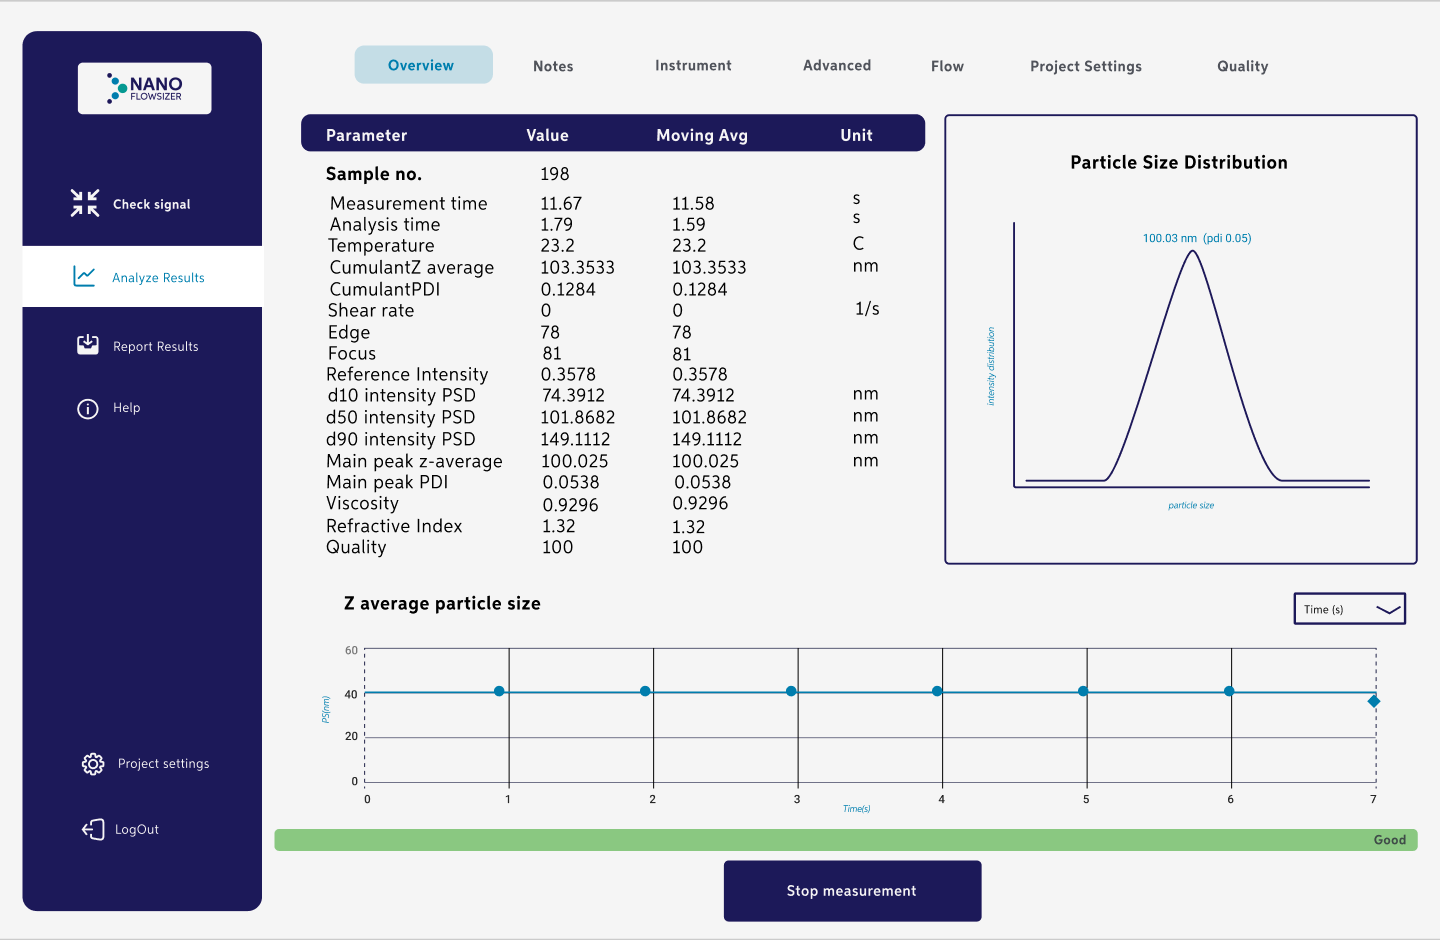 NANO
FLOWSIZER
Check signal
Analyze Results
Report Results
Help
Project settings
LogOut
Overview Notes Instrument Advanced Flow Project Settings Quality
Parameter Value Moving Avg Unit
Sample no. 198
Measurement time 11.67 11.58 s
Analysis time 1.79 1.59 s
Temperature 23.2 23.2 C
CumulantZ average 103.3533 103.3533 nm
CumulantPDI 0.1284 0.1284
Shear rate 0 0 1/s
Edge 78 78
Focus 81 81
Reference Intensity 0.3578 0.3578
d10 intensity PSD 74.3912 74.3912 nm
d50 intensity PSD 101.8682 101.8682 nm
d90 intensity PSD 149.1112 149.1112 nm
Main peak z-average 100.025 100.025 nm
Main peak PDI 0.0538 0.0538
Viscosity 0.9296 0.9296
Refractive Index 1.32 1.32
Quality 100 100
Particle Size Distribution
100.03 nm (pdi 0.05)
intensity distribution
particle size
Z average particle size
Time (s)
60
40
20
0
PS(nm)
0 1 2 3 4 5 6 7
Time(s)
Good
Stop measurement